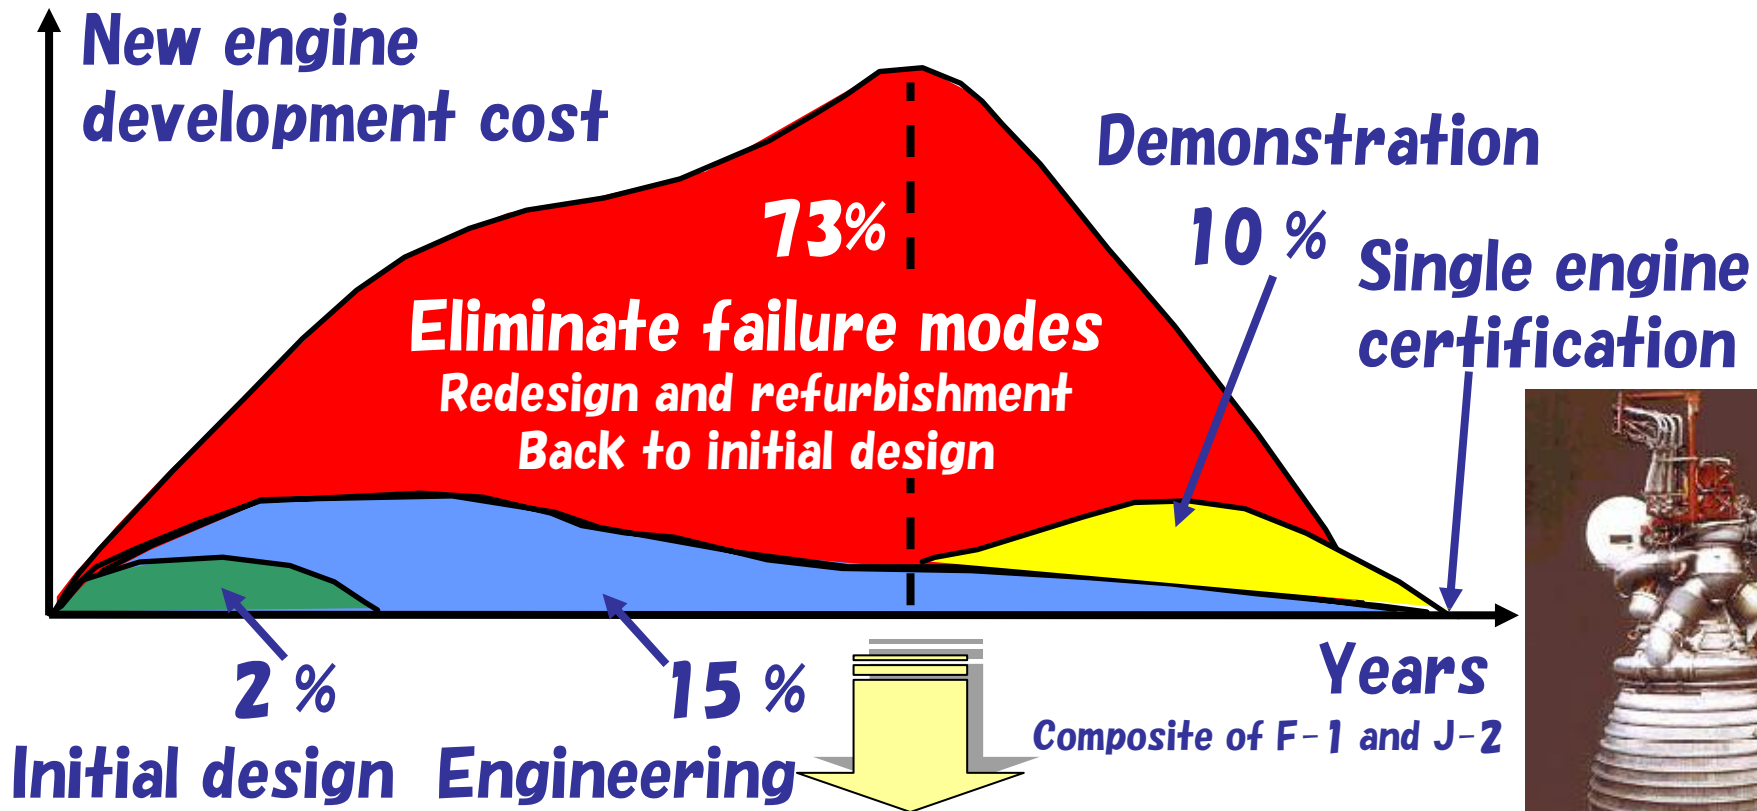 New engine
development cost
Demonstration
10 %
Single engine
certification
73%
Eliminate failure modes
Redesign and refurbishment
Back to initial design
2 %
Initial design
15 %
Engineering
Years
Composite of F-1 and J-2